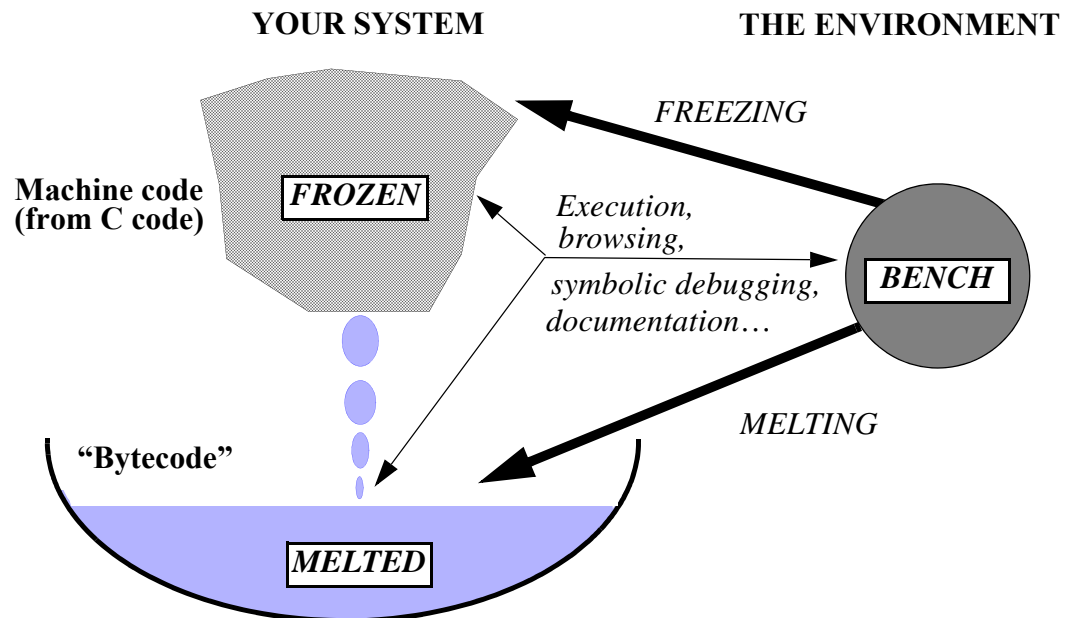 YOUR SYSTEM
THE ENVIRONMENT
FREEZING
Machine code
(from C code)
FROZEN
Execution,
browsing,
symbolic debugging,
documentation…
BENCH
MELTING
“Bytecode”
MELTED